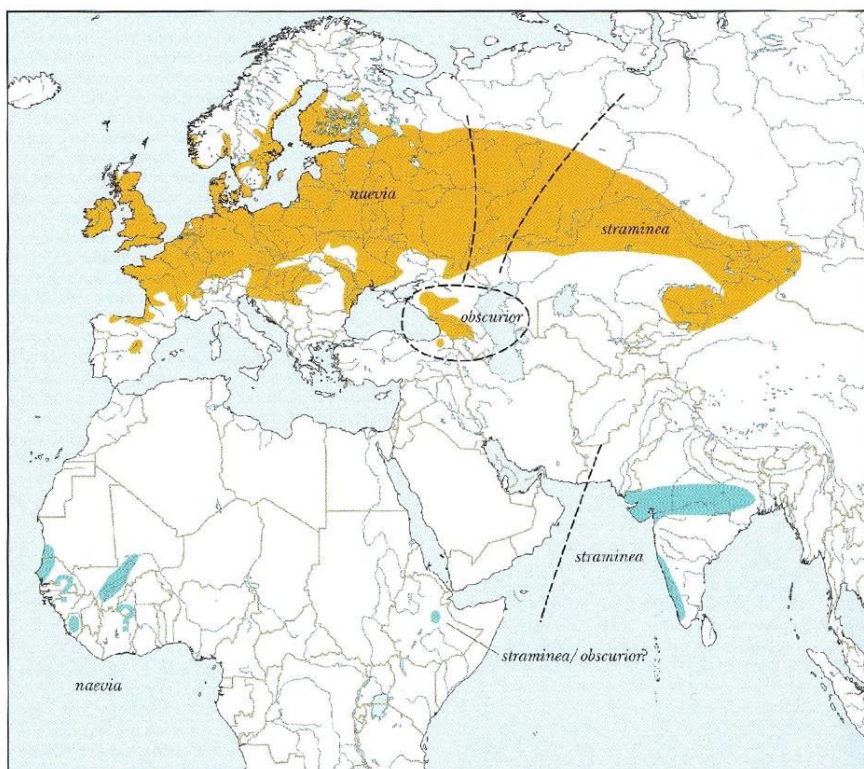 naevia
straminea
obscurior
straminea
?
?
straminea/ obscurior?
naevia